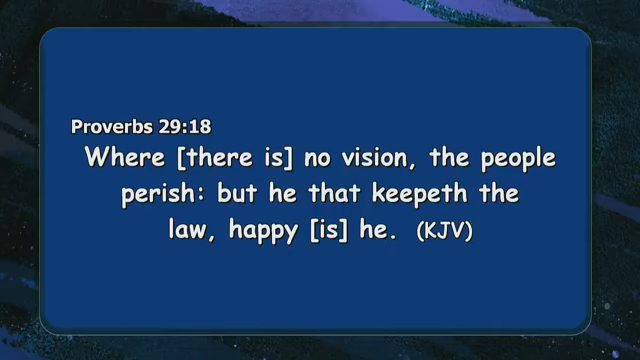 Proverbs 29:18
Where [there is] no vision, the people
perish: but he that keepeth the
law, happy [is] he. (KJV)